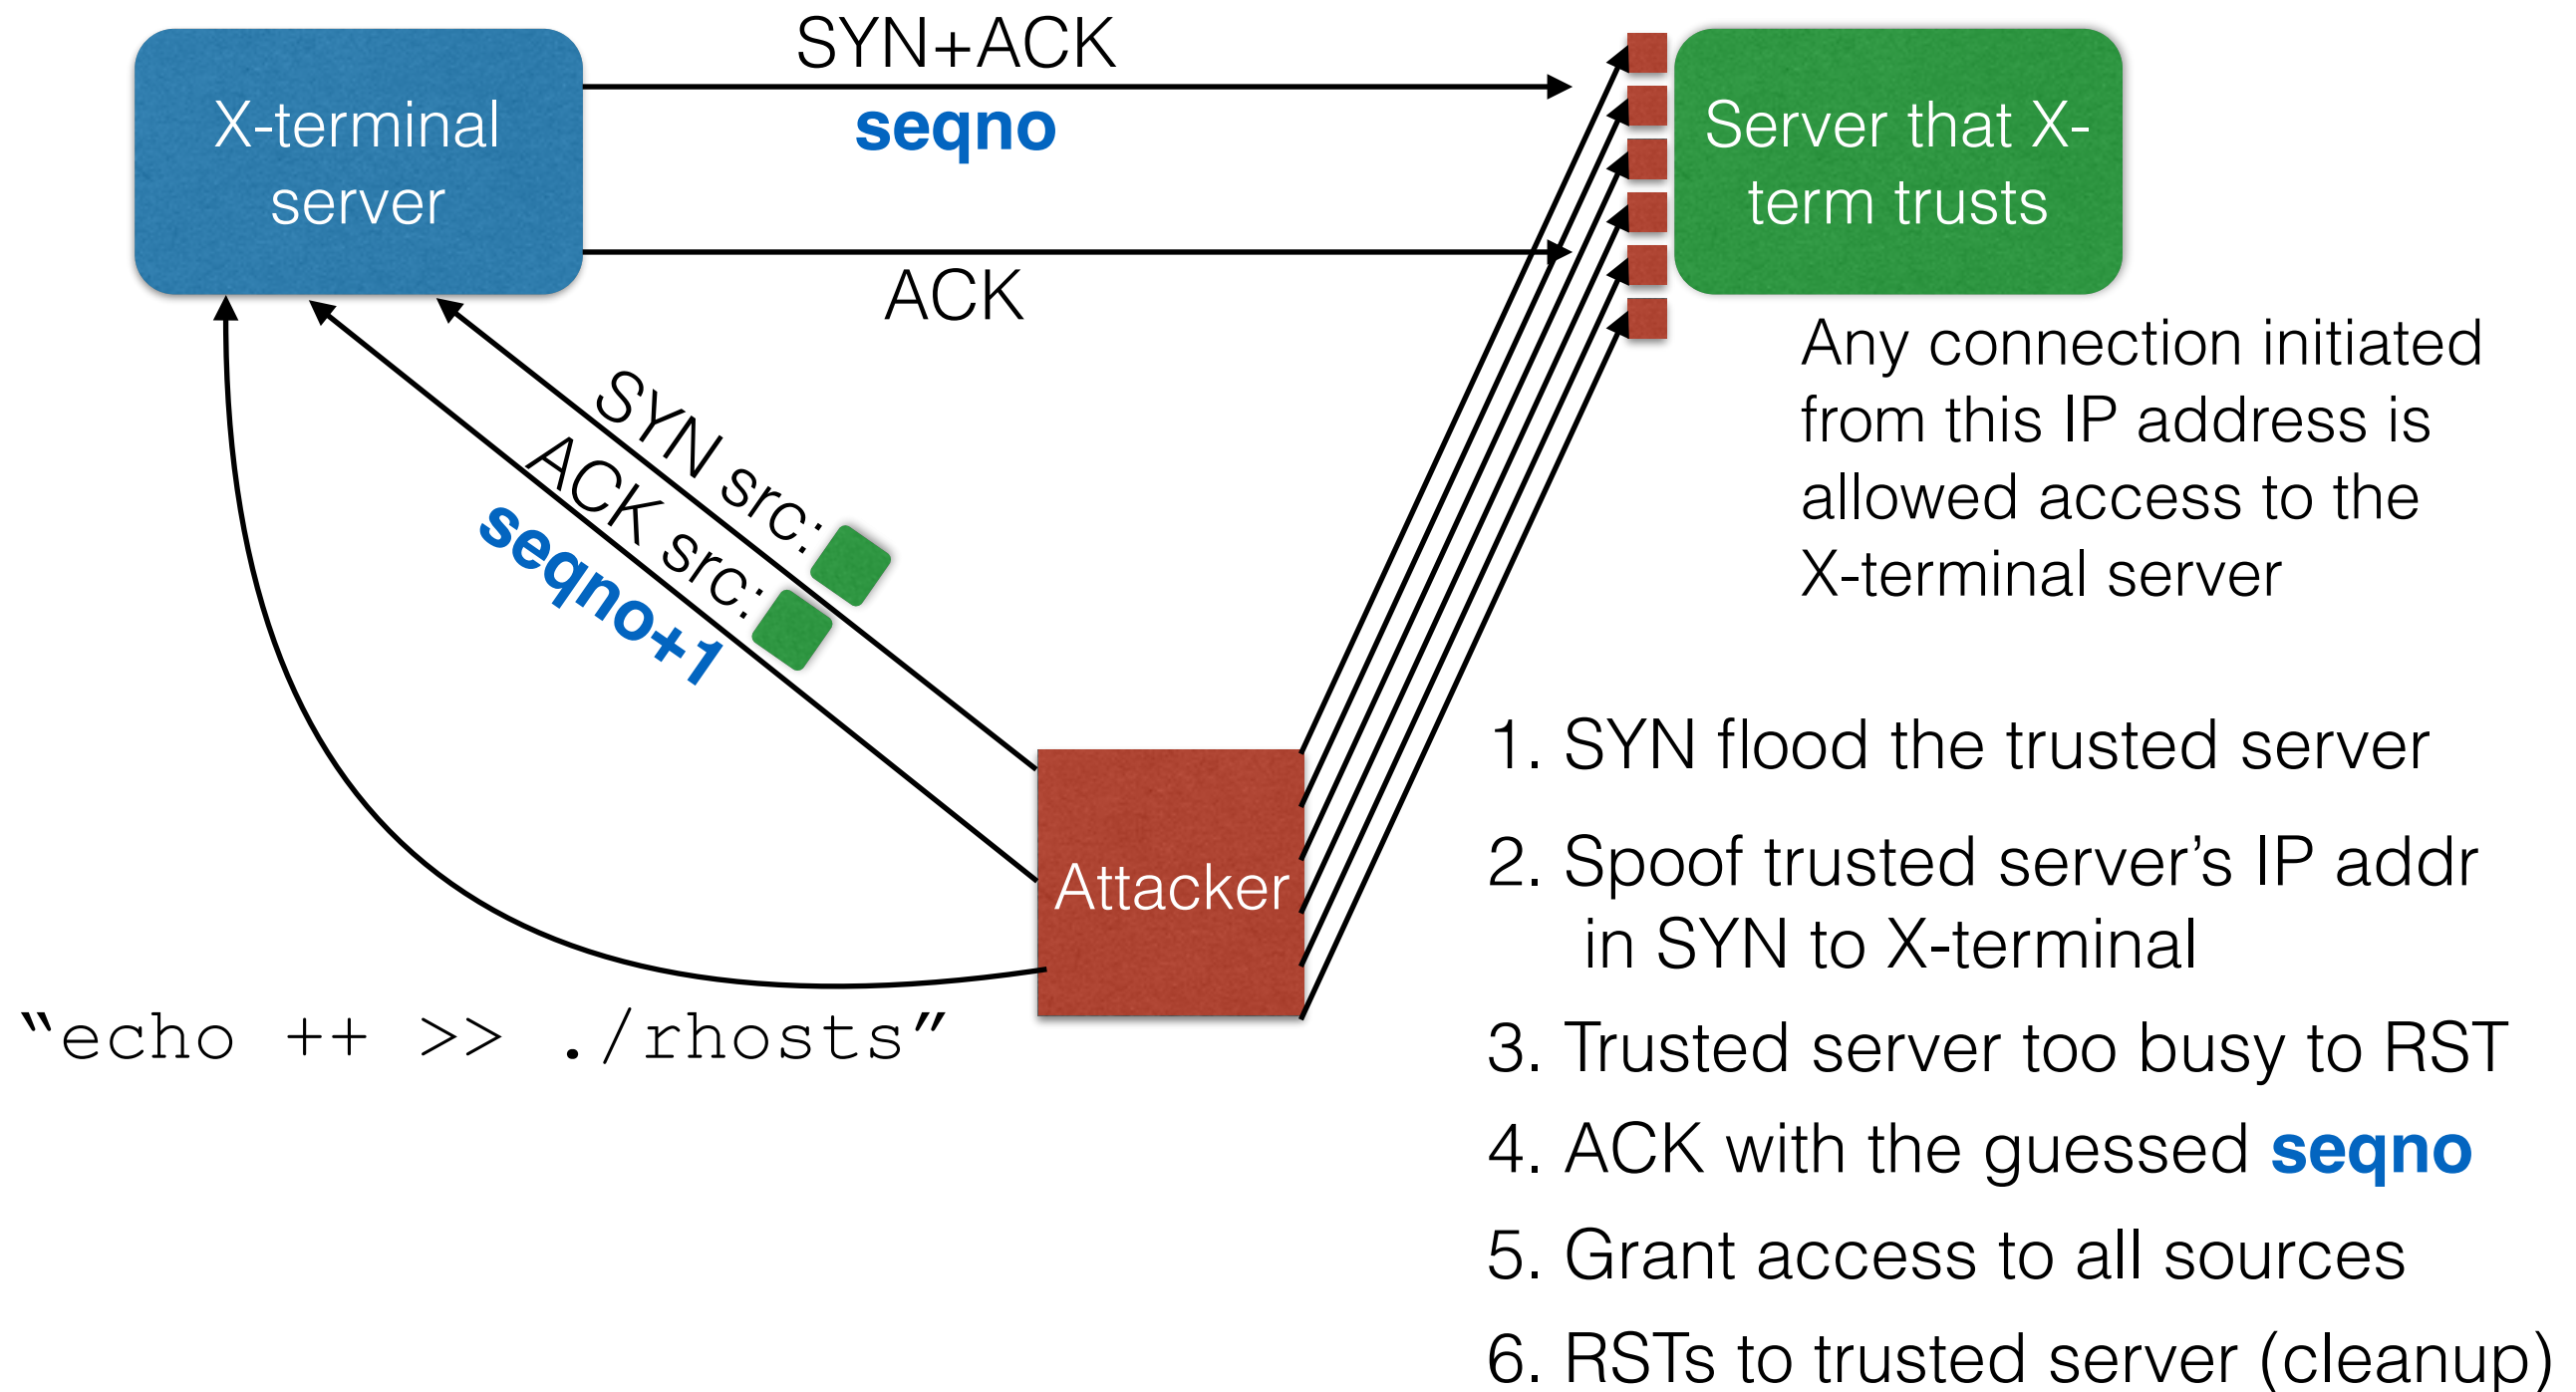 SYN+ACK
seqno
X-terminal
server
Server that X-
term trusts
ACK
Any connection initiated
from this IP address is
allowed access to the
X-terminal server
SYN src:
ACK src:
seqno+1
Attacker
“echo ++ >> ./rhosts”
1. SYN flood the trusted server
2. Spoof trusted server’s IP addr
in SYN to X-terminal
3. Trusted server too busy to RST
4. ACK with the guessed seqno
5. Grant access to all sources
6. RSTs to trusted server (cleanup)